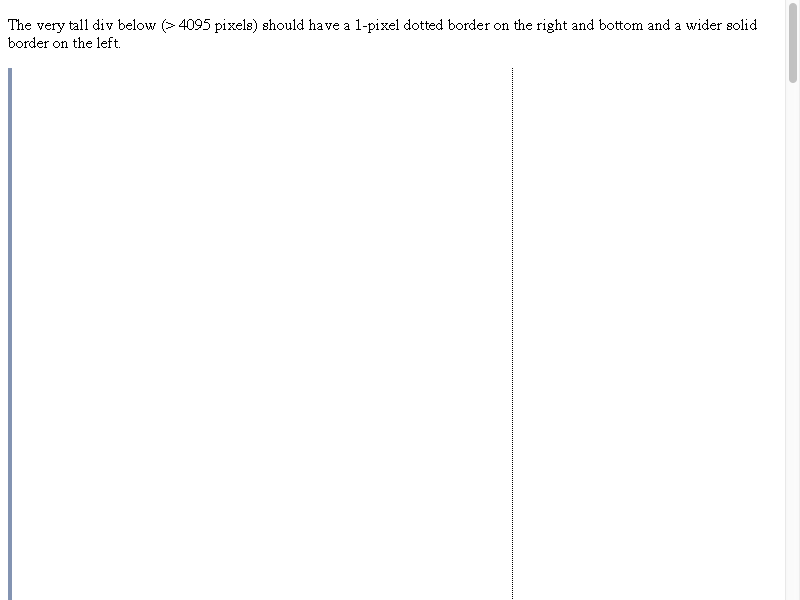 The very tall div below (> 4095 pixels) should have a 1-pixel dotted border on the right and bottom and a wider solid
border on the left.